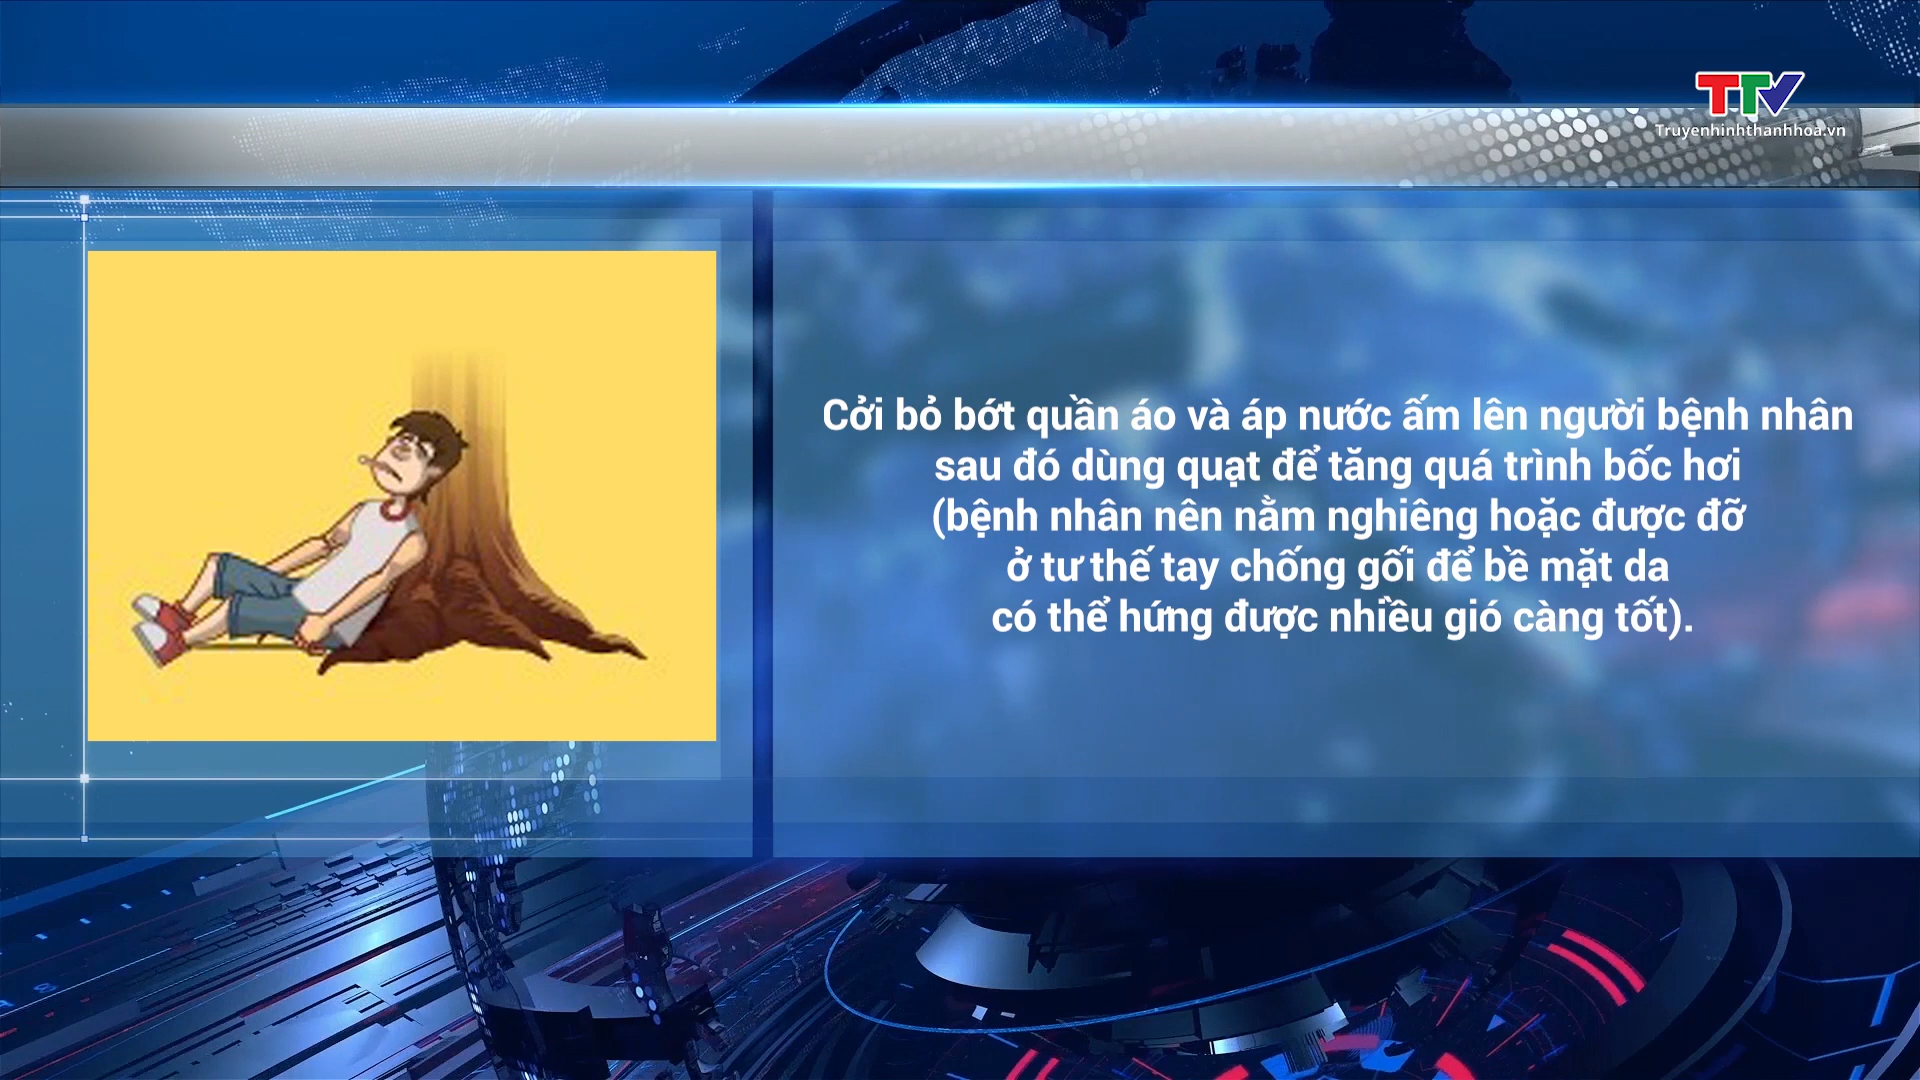 TTV
Truyenhinhthanhhoa.vn
Cởi bỏ bớt quần áo và áp nước ấm lên người bệnh nhân
sau đó dùng quạt để tăng quá trình bốc hơi
(bệnh nhân nên nằm nghiêng hoặc được đỡ
ở tư thế tay chống gối để bề mặt da
có thể hứng được nhiều gió càng tốt).